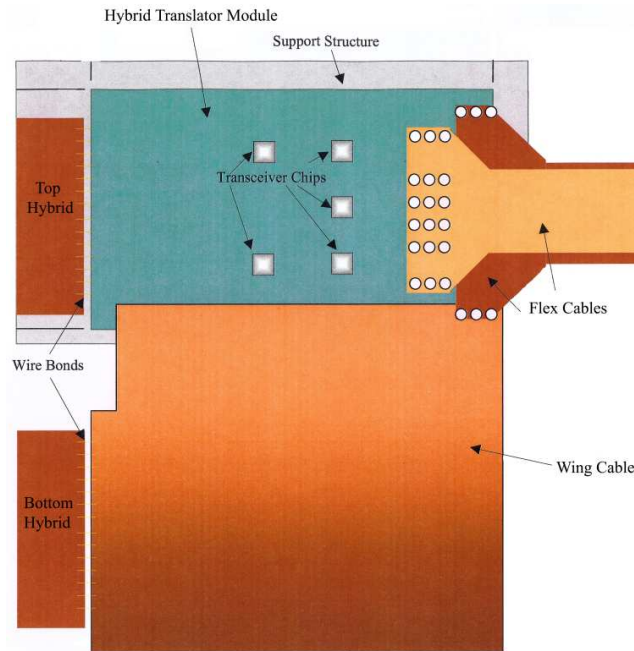 Hybrid Translator Module
Support Structure
Top
Hybrid
Transceiver Chips
Flex Cables
Wire Bonds
Wing Cable
Bottom
Hybrid